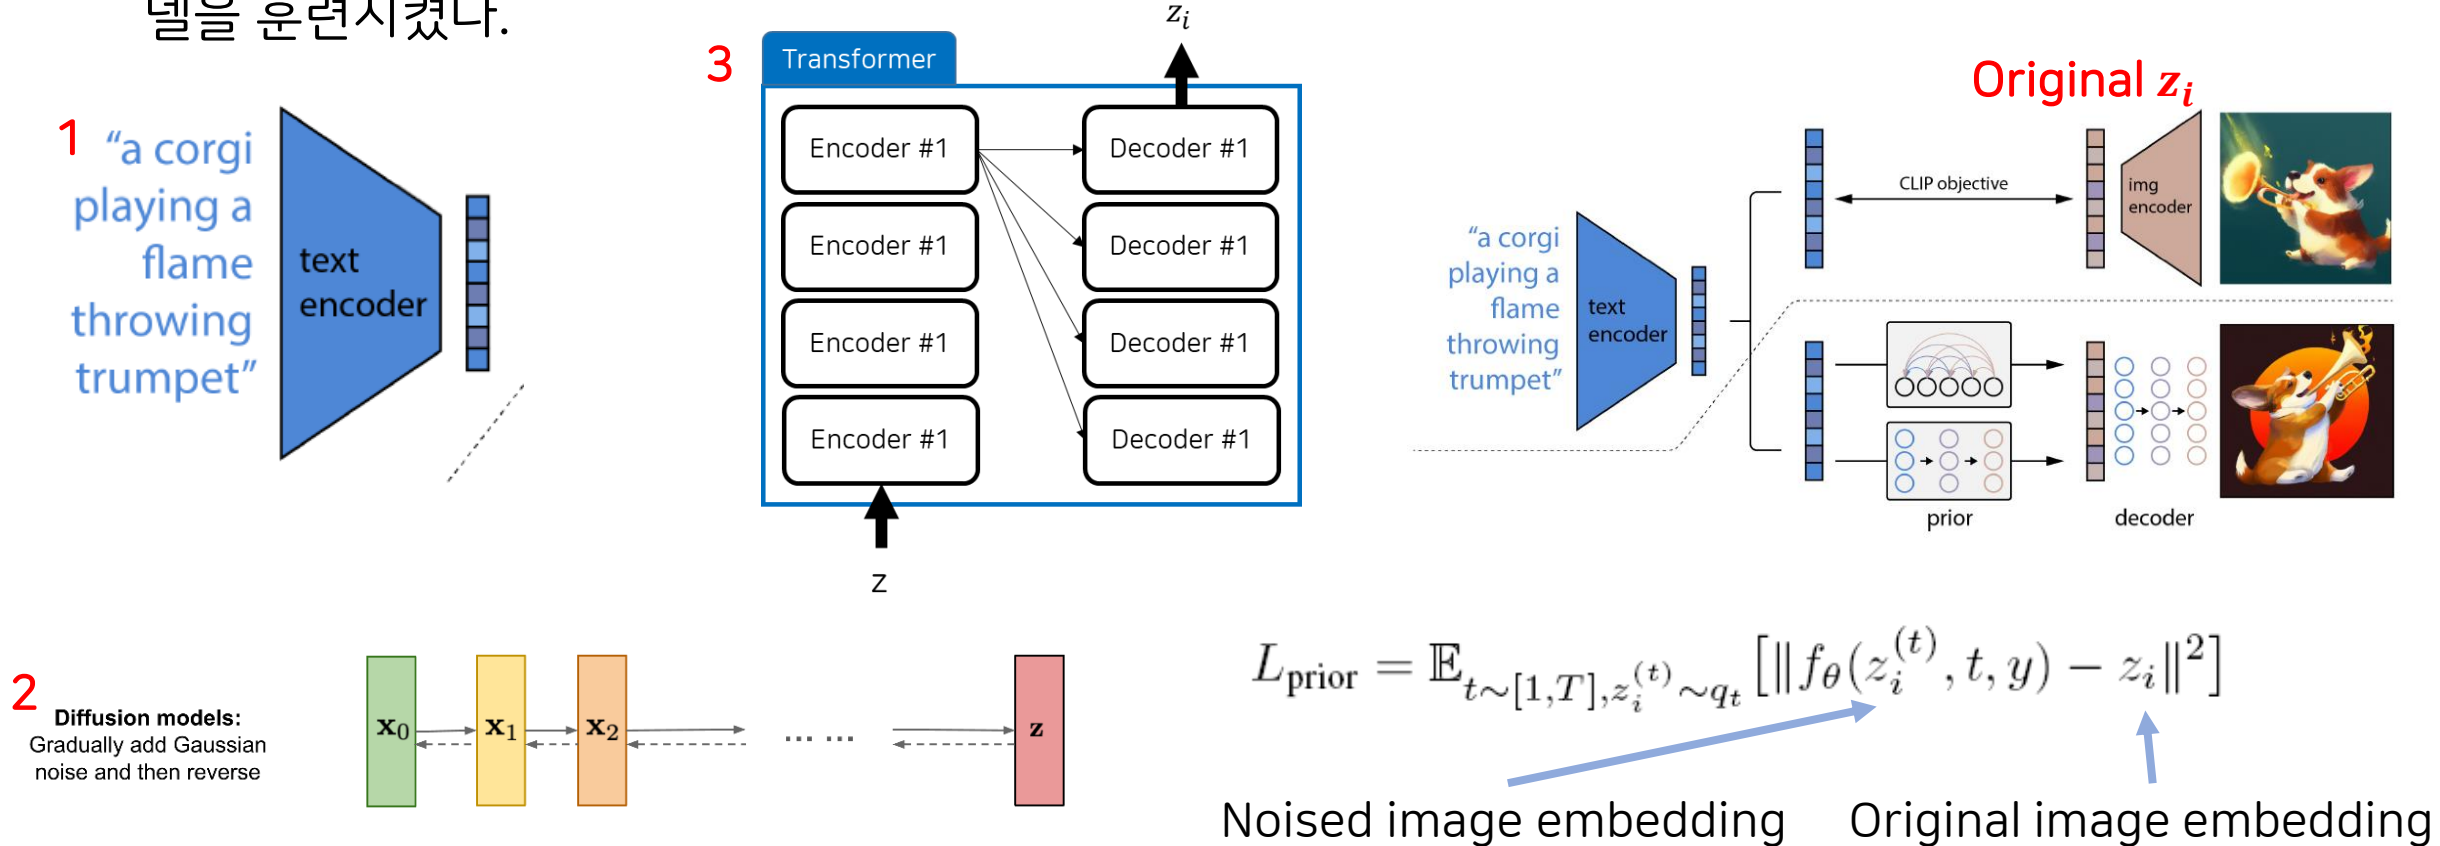 델을 훈련시켰다.
1
“a corgi
playing a
flame
throwing
trumpet”
text
encoder
3
Transformer
z_i
Encoder #1
Decoder #1
Encoder #1
Decoder #1
Encoder #1
Decoder #1
Encoder #1
Decoder #1
z
Original z_i
“a corgi
playing a
flame
throwing
trumpet”
text
encoder
CLIP objective
img
encoder
prior
decoder
2
Diffusion models:
Gradually add Gaussian
noise and then reverse
x_0
x_1
x_2
... ...
z
L_prior = 𝔼_{t∼[1,T], z_i^{(t)}∼q_t} [‖f_θ(z_i^{(t)}, t, y) − z_i‖²]
Noised image embedding
Original image embedding